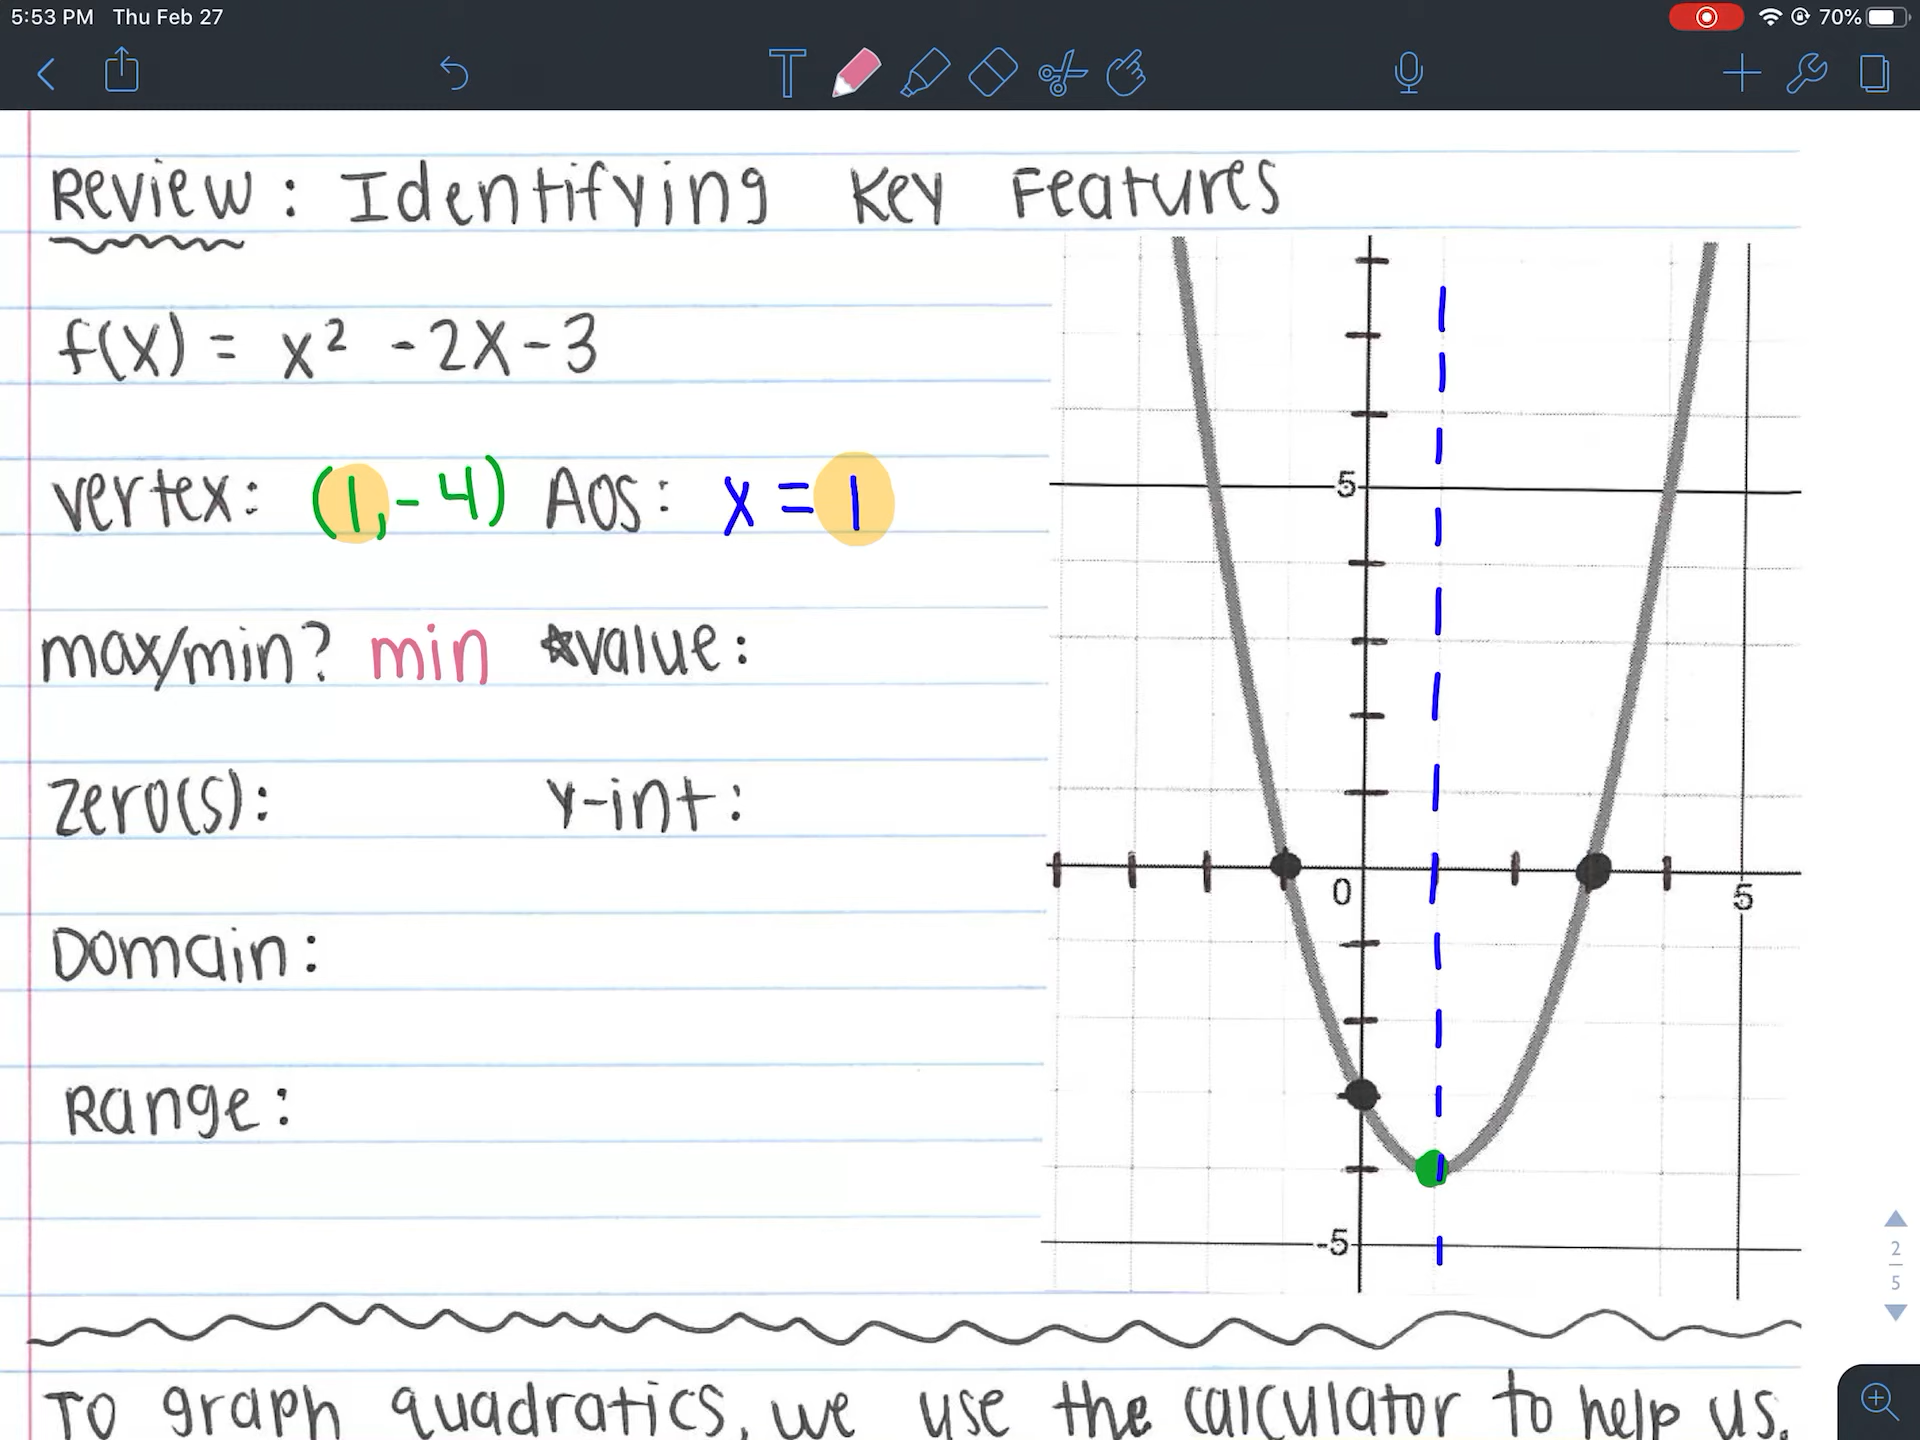 5:53 PM Thu Feb 27
70%
Review: Identifying Key Features
f(x) = x² -2x-3
vertex: (1,-4) AOS: x = 1
max/min? min *value:
zero(s): y-int:
Domain:
Range:
5
0
5
-5
2
5
To graph quadratics, we use the calculator to help us.